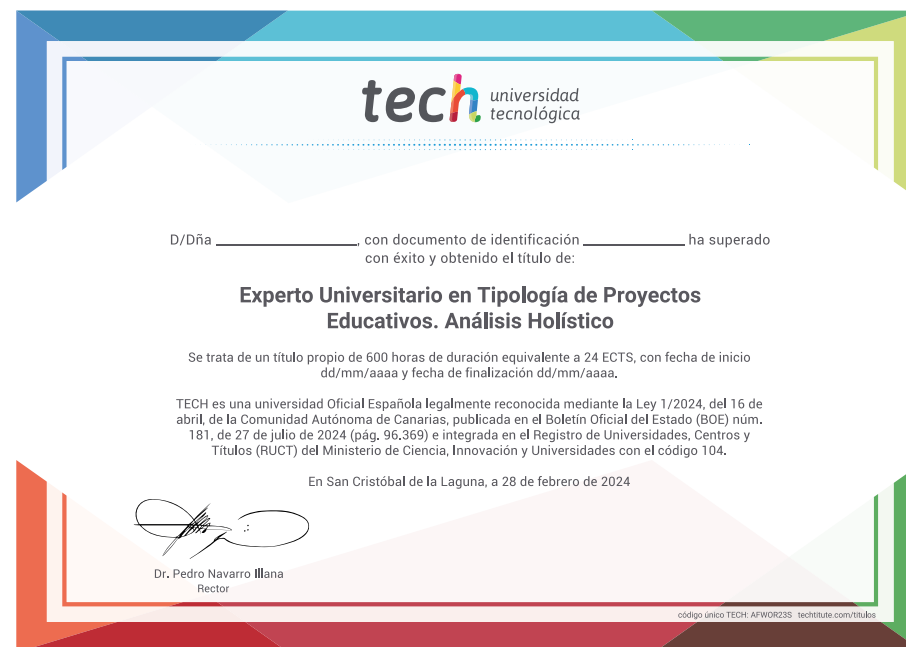 tech universidad
tecnológica
D/Dña ____________, con documento de identificación ____________ ha superado
con éxito y obtenido el título de:
Experto Universitario en Tipología de Proyectos
Educativos. Análisis Holístico
Se trata de un título propio de 600 horas de duración equivalente a 24 ECTS, con fecha de inicio
dd/mm/aaaa y fecha de finalización dd/mm/aaaa.
TECH es una universidad Oficial Española legalmente reconocida mediante la Ley 1/2024, del 16 de
abril, de la Comunidad Autónoma de Canarias, publicada en el Boletín Oficial del Estado (BOE) núm.
181, de 27 de julio de 2024 (pág. 96.369) e integrada en el Registro de Universidades, Centros y
Títulos (RUCT) del Ministerio de Ciencia, Innovación y Universidades con el código 104.
En San Cristóbal de la Laguna, a 28 de febrero de 2024
Dr. Pedro Navarro Illana
Rector
código único TECH: AFWOR23S techtitute.com/titulos